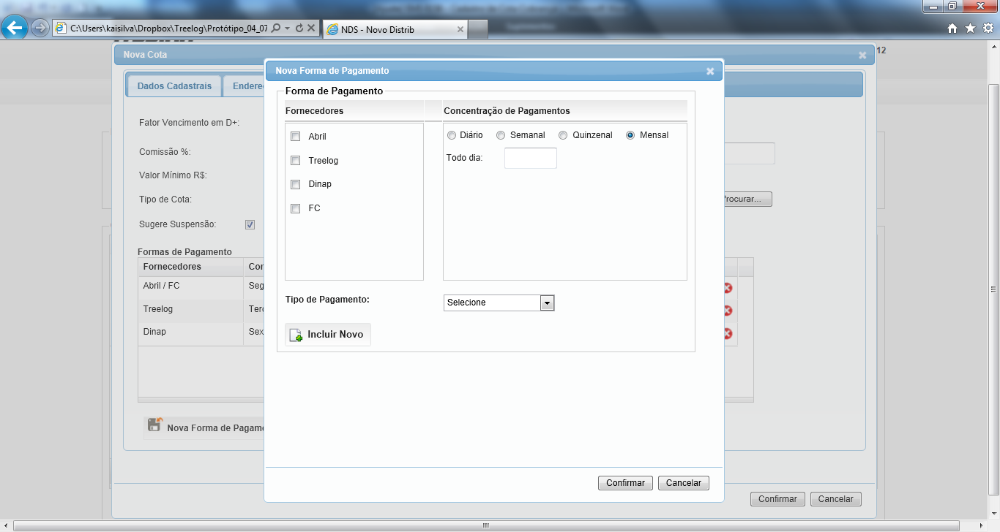 C:\Users\kaisilva\Dropbox\Treelog\Protótipo_04_07
NDS - Novo Distrib
12
Nova Cota
Nova Forma de Pagamento
Dados Cadastrais
Endere
Forma de Pagamento
Fornecedores
Concentração de Pagamentos
Fator Vencimento em D+:
Comissão %:
Valor Mínimo R$:
Tipo de Cota:
Sugere Suspensão:
Abril
Treelog
Dinap
FC
Diário
Semanal
Quinzenal
Mensal
Todo dia:
rocurar...
Formas de Pagamento
Fornecedores
Con
Abril / FC
Seg
Treelog
Terç
Dinap
Sex
Tipo de Pagamento:
Selecione
Incluir Novo
Nova Forma de Pagame
Confirmar
Cancelar
Confirmar
Cancelar